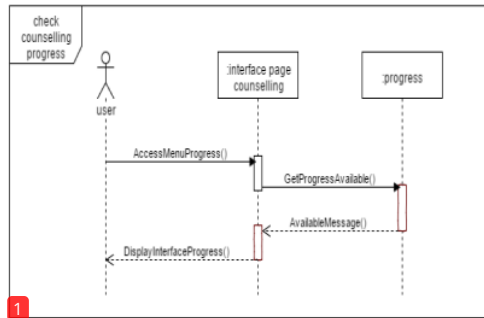 check
counselling
progress
:interface page
counselling
:progress
user
AccessMenuProgress()
GetProgressAvailable()
AvailableMessage()
DisplayInterfaceProgress()
1